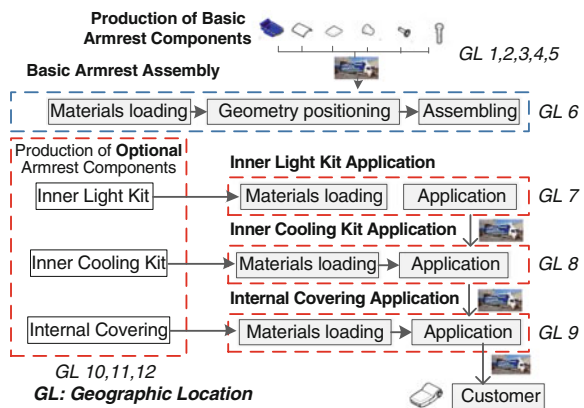 Production of Basic
Armrest Components
GL 1,2,3,4,5
Basic Armrest Assembly
Materials loading Geometry positioning Assembling GL 6
Production of Optional
Armrest Components
Inner Light Kit Application
Inner Light Kit Materials loading Application GL 7
Inner Cooling Kit Application
Inner Cooling Kit Materials loading Application GL 8
Internal Covering Application
Internal Covering Materials loading Application GL 9
GL 10,11,12
GL: Geographic Location
Customer